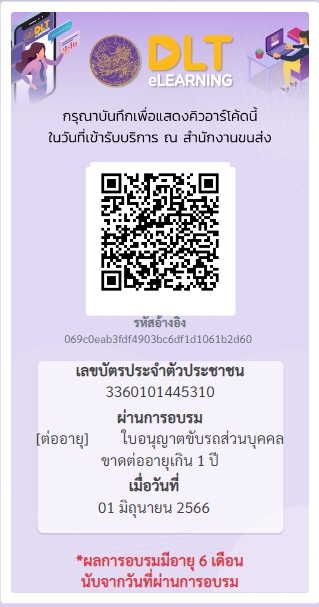 DLT
eLEARNING
กรุณาบันทึกเพื่อแสดงคิวอาร์โค้ดนี้
ในวันที่เข้ารับบริการ ณ สำนักงานขนส่ง
รหัสอ้างอิง
069c0eab3fdf4903bc6df1d1061b2d60
เลขบัตรประจำตัวประชาชน
3360101445310
ผ่านการอบรม
[ต่ออายุ] ใบอนุญาตขับรถส่วนบุคคล
ขาดต่ออายุเกิน 1 ปี
เมื่อวันที่
01 มิถุนายน 2566
*ผลการอบรมมีอายุ 6 เดือน
นับจากวันที่ผ่านการอบรม